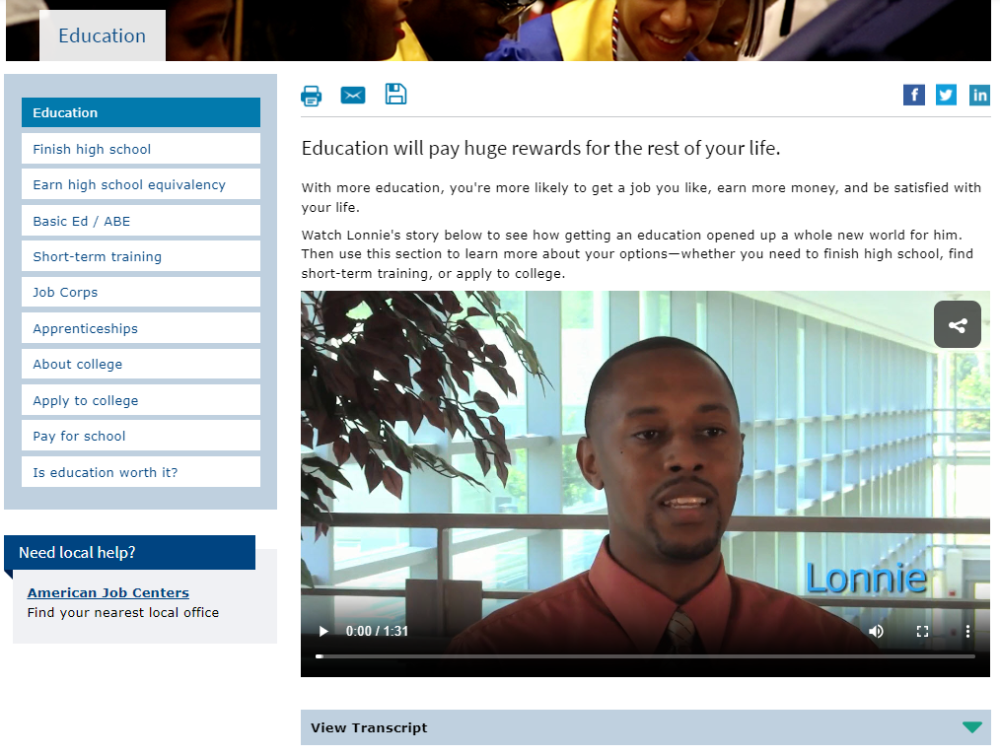 Education
Education
Finish high school
Earn high school equivalency
Basic Ed / ABE
Short-term training
Job Corps
Apprenticeships
About college
Apply to college
Pay for school
Is education worth it?
Need local help?
American Job Centers
Find your nearest local office
f
in
Education will pay huge rewards for the rest of your life.
With more education, you're more likely to get a job you like, earn more money, and be satisfied with
your life.
Watch Lonnie's story below to see how getting an education opened up a whole new world for him.
Then use this section to learn more about your options—whether you need to finish high school, find
short-term training, or apply to college.
Lonnie
0:00 / 1:31
View Transcript